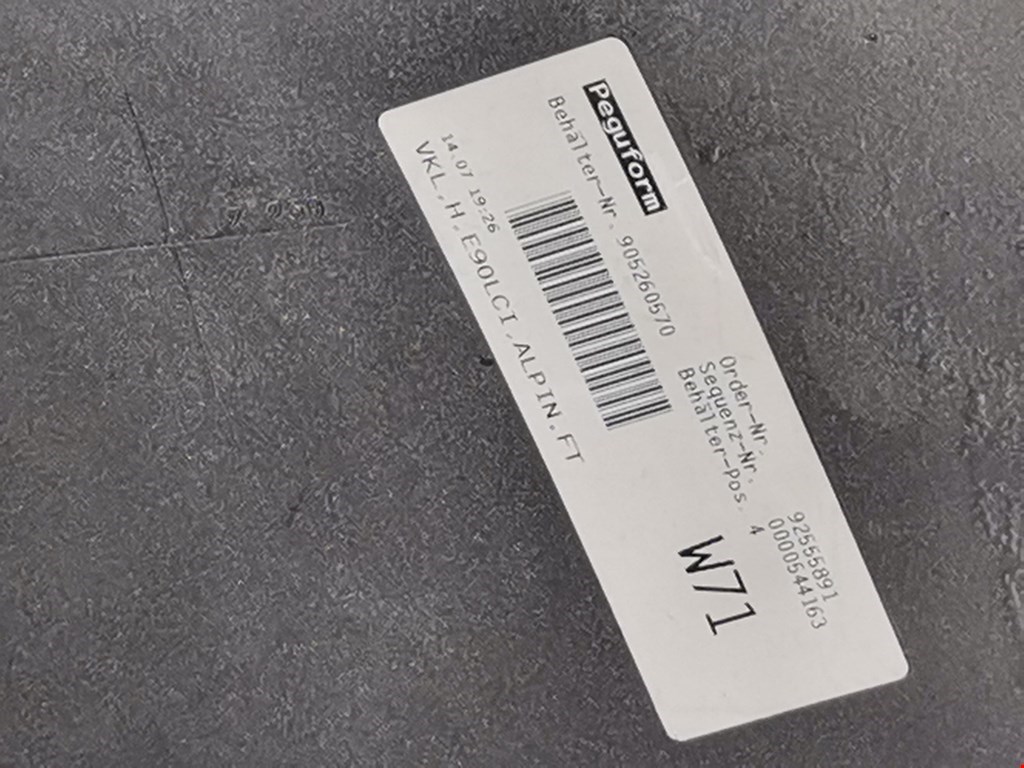 Peguform
Behälter-Nr. 905260570
Order-Nr. 92555891
Sequenz-Nr. 0000544163
Behälter-Pos. 4
14.07 19:26
VKL,H,E90LCI,ALPIN,FT
W71